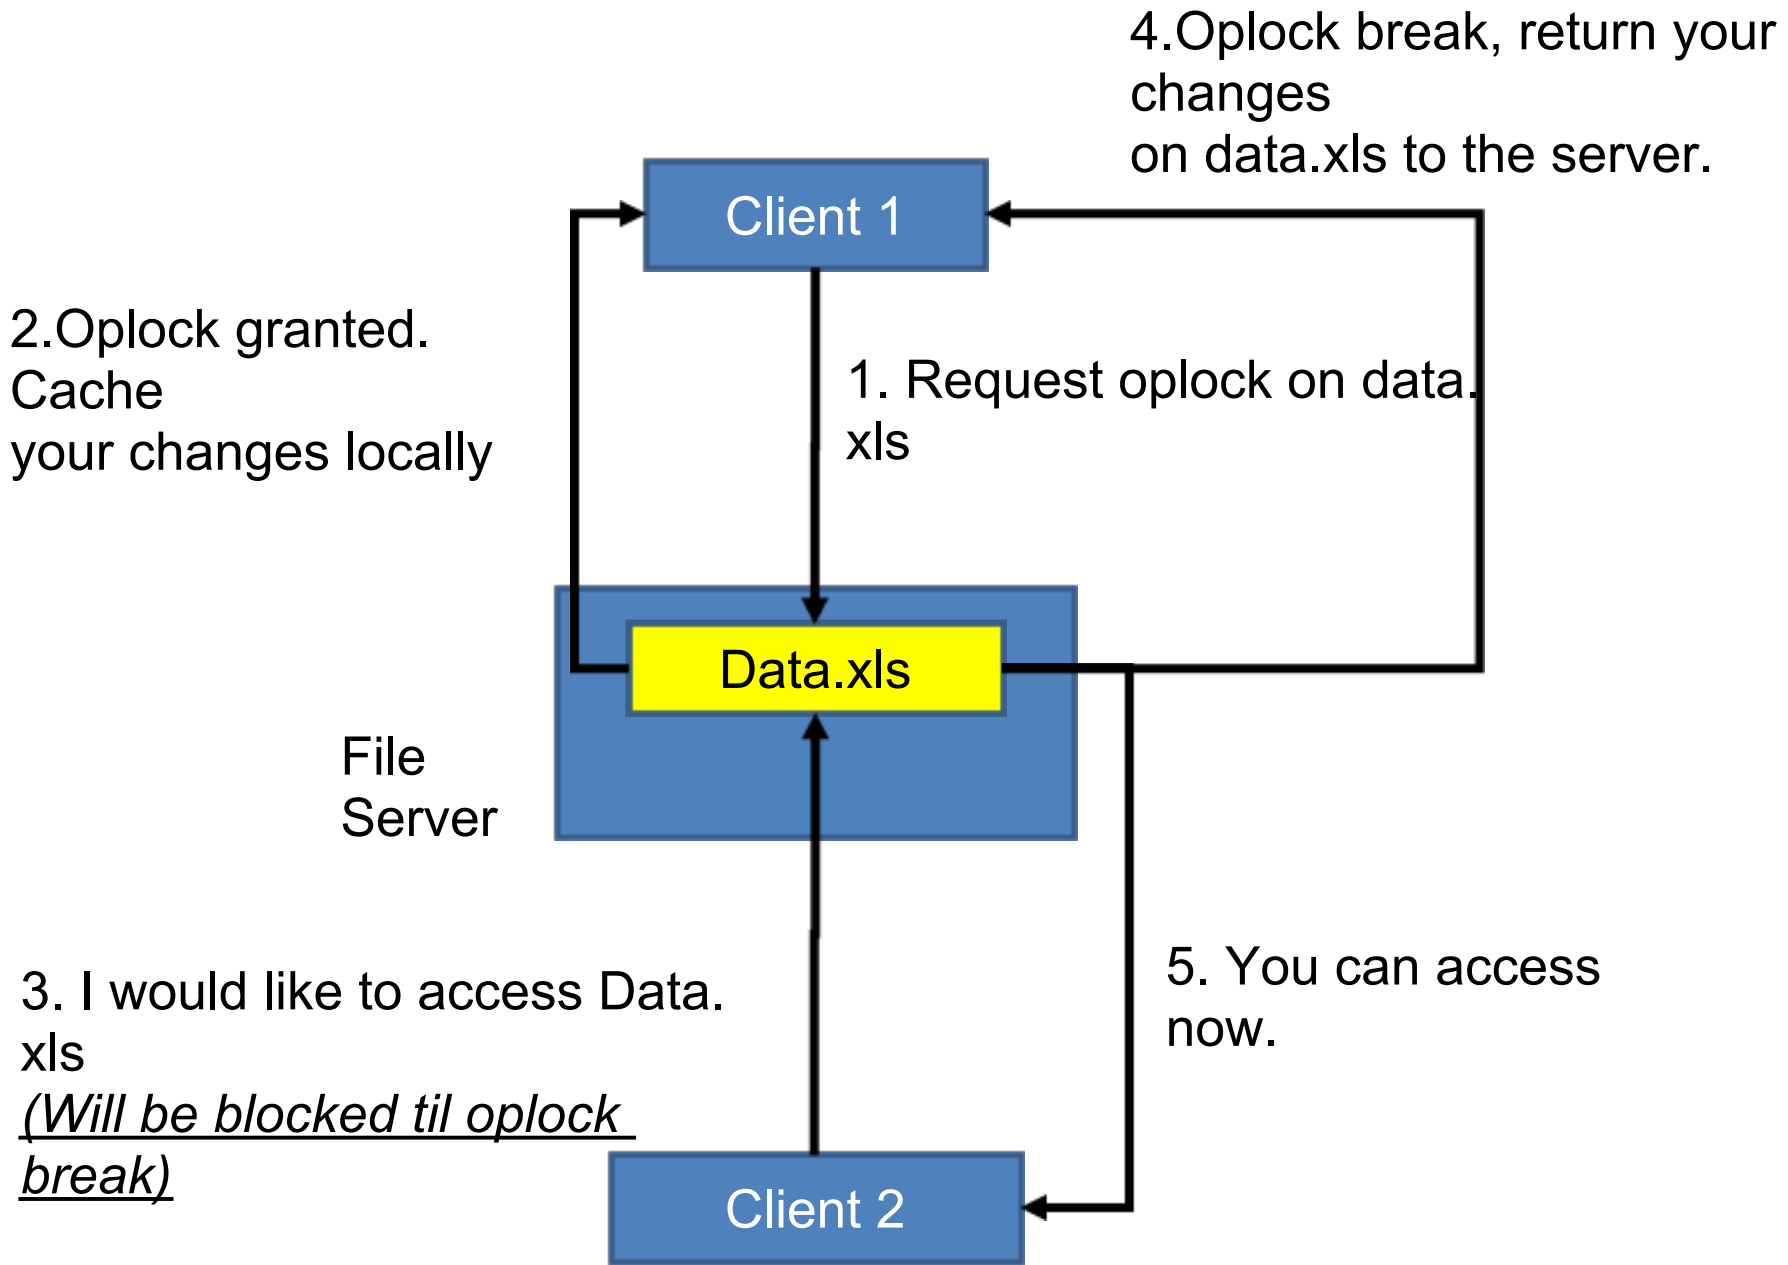 4.Oplock break, return your
changes
on data.xls to the server.
Client 1
2.Oplock granted.
Cache
your changes locally
1. Request oplock on data.
xls
Data.xls
File
Server
3. I would like to access Data.
xls
(Will be blocked til oplock
break)
5. You can access
now.
Client 2